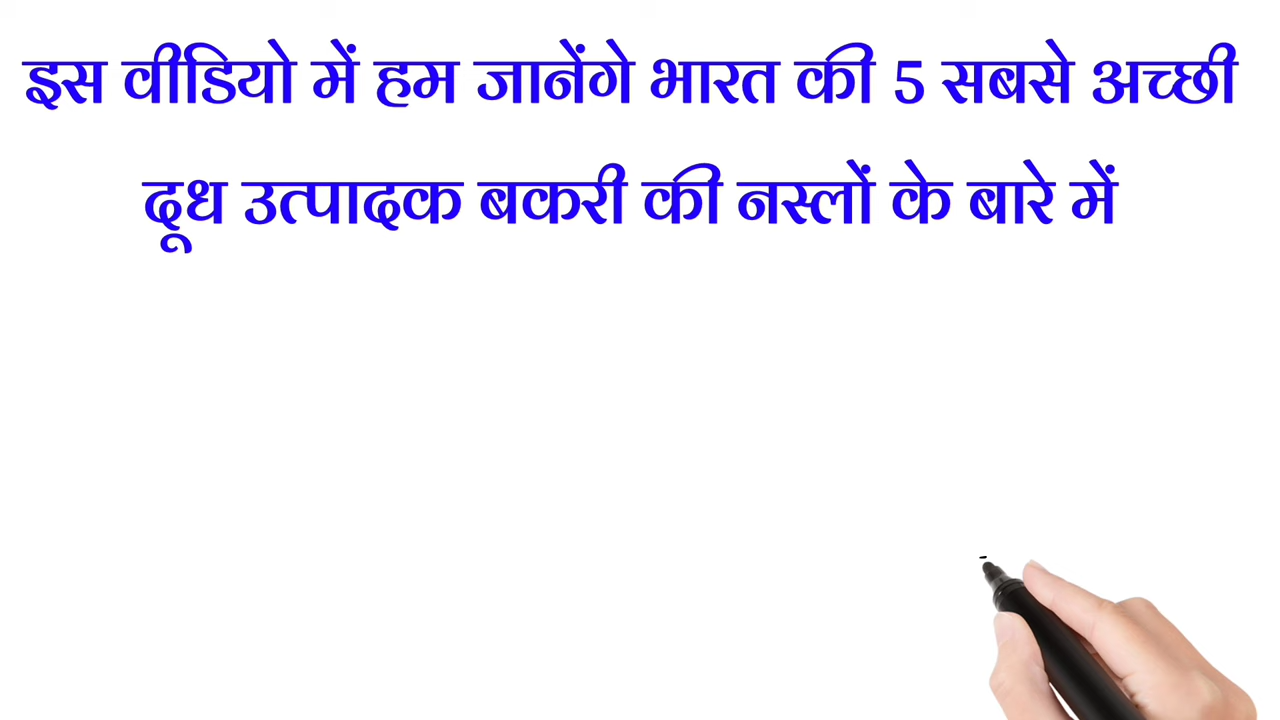 इस वीडियो में हम जानेंगे भारत की 5 सबसे अच्छी
दूध उत्पादक बकरी की नस्लों के बारे में